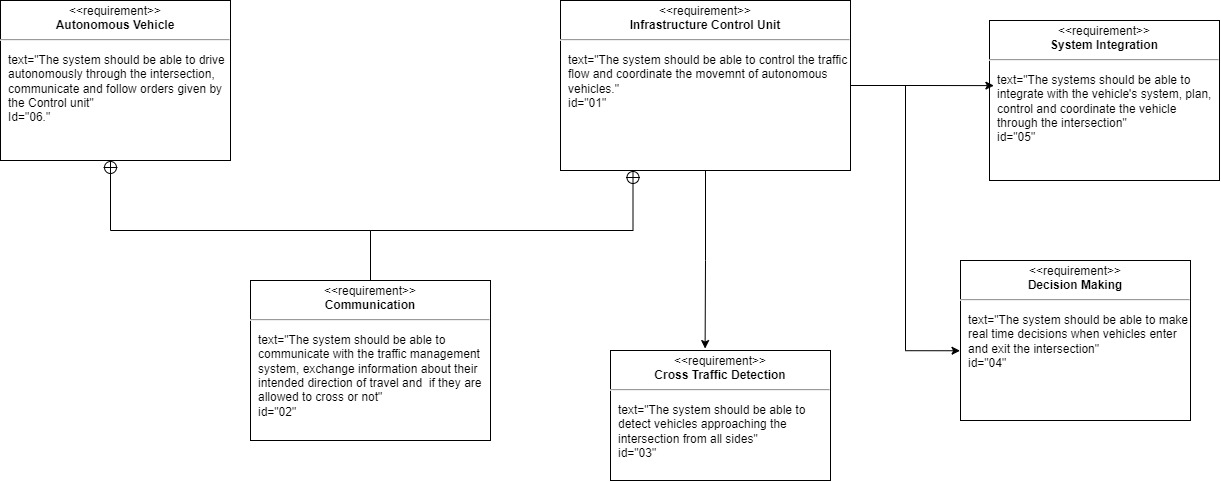 <<requirement>>
Autonomous Vehicle
text="The system should be able to drive
autonomously through the intersection,
communicate and follow orders given by
the Control unit"
Id="06."
<<requirement>>
Infrastructure Control Unit
text="The system should be able to control the traffic
flow and coordinate the movemnt of autonomous
vehicles."
id="01"
<<requirement>>
System Integration
text="The systems should be able to
integrate with the vehicle's system, plan,
control and coordinate the vehicle
through the intersection"
id="05"
<<requirement>>
Communication
text="The system should be able to
communicate with the traffic management
system, exchange information about their
intended direction of travel and  if they are
allowed to cross or not"
id="02"
<<requirement>>
Cross Traffic Detection
text="The system should be able to
detect vehicles approaching the
intersection from all sides"
id="03"
<<requirement>>
Decision Making
text="The system should be able to make
real time decisions when vehicles enter
and exit the intersection"
id="04"